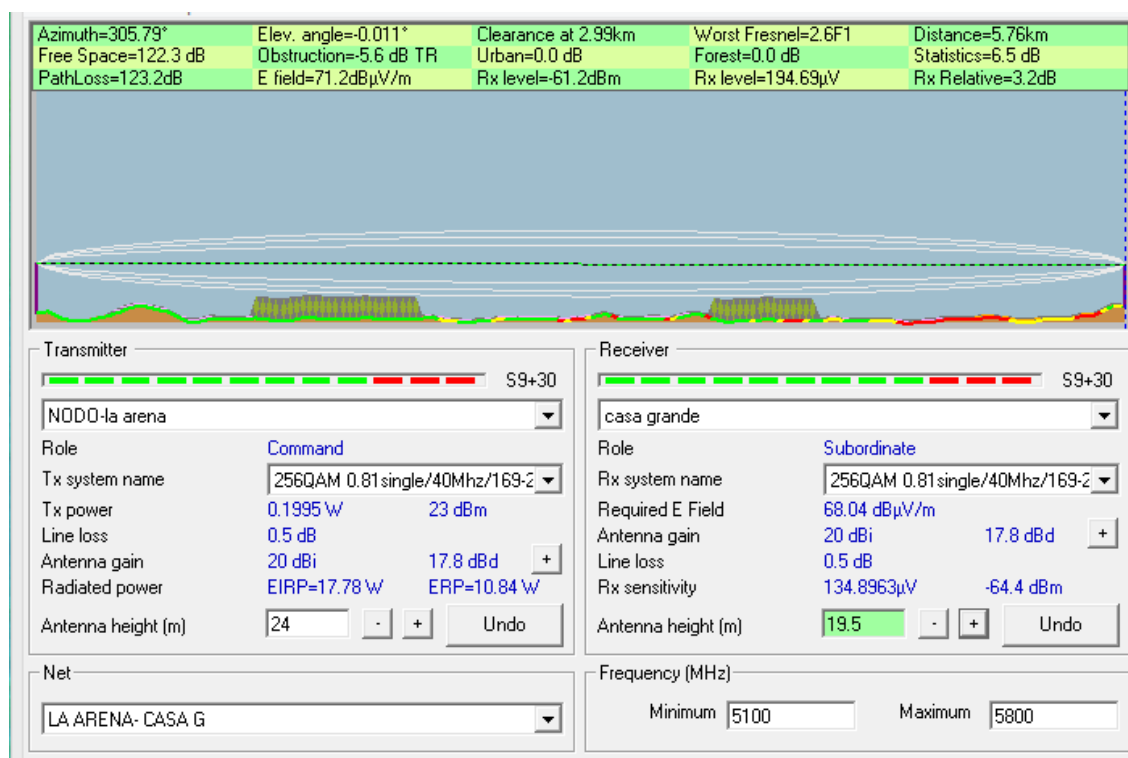 Azimuth=305.79° Elev. angle=-0.011° Clearance at 2.99km Worst Fresnel=2.6F1 Distance=5.76km
Free Space=122.3 dB Obstruction=-5.6 dB TR Urban=0.0 dB Forest=0.0 dB Statistics=6.5 dB
PathLoss=123.2dB E field=71.2dBµV/m Rx level=-61.2dBm Rx level=194.69µV Rx Relative=3.2dB
Transmitter
S9+30
NODO-la arena
Role Command
Tx system name 256QAM 0.81single/40Mhz/169-2
Tx power 0.1995 W 23 dBm
Line loss 0.5 dB
Antenna gain 20 dBi 17.8 dBd +
Radiated power EIRP=17.78 W ERP=10.84 W
Antenna height (m) 24 - + Undo
Net
LA ARENA- CASA G
Receiver
S9+30
casa grande
Role Subordinate
Rx system name 256QAM 0.81single/40Mhz/169-2
Required E Field 68.04 dBµV/m
Antenna gain 20 dBi 17.8 dBd +
Line loss 0.5 dB
Rx sensitivity 134.8963µV -64.4 dBm
Antenna height (m) 19.5 - + Undo
Frequency (MHz)
Minimum 5100 Maximum 5800